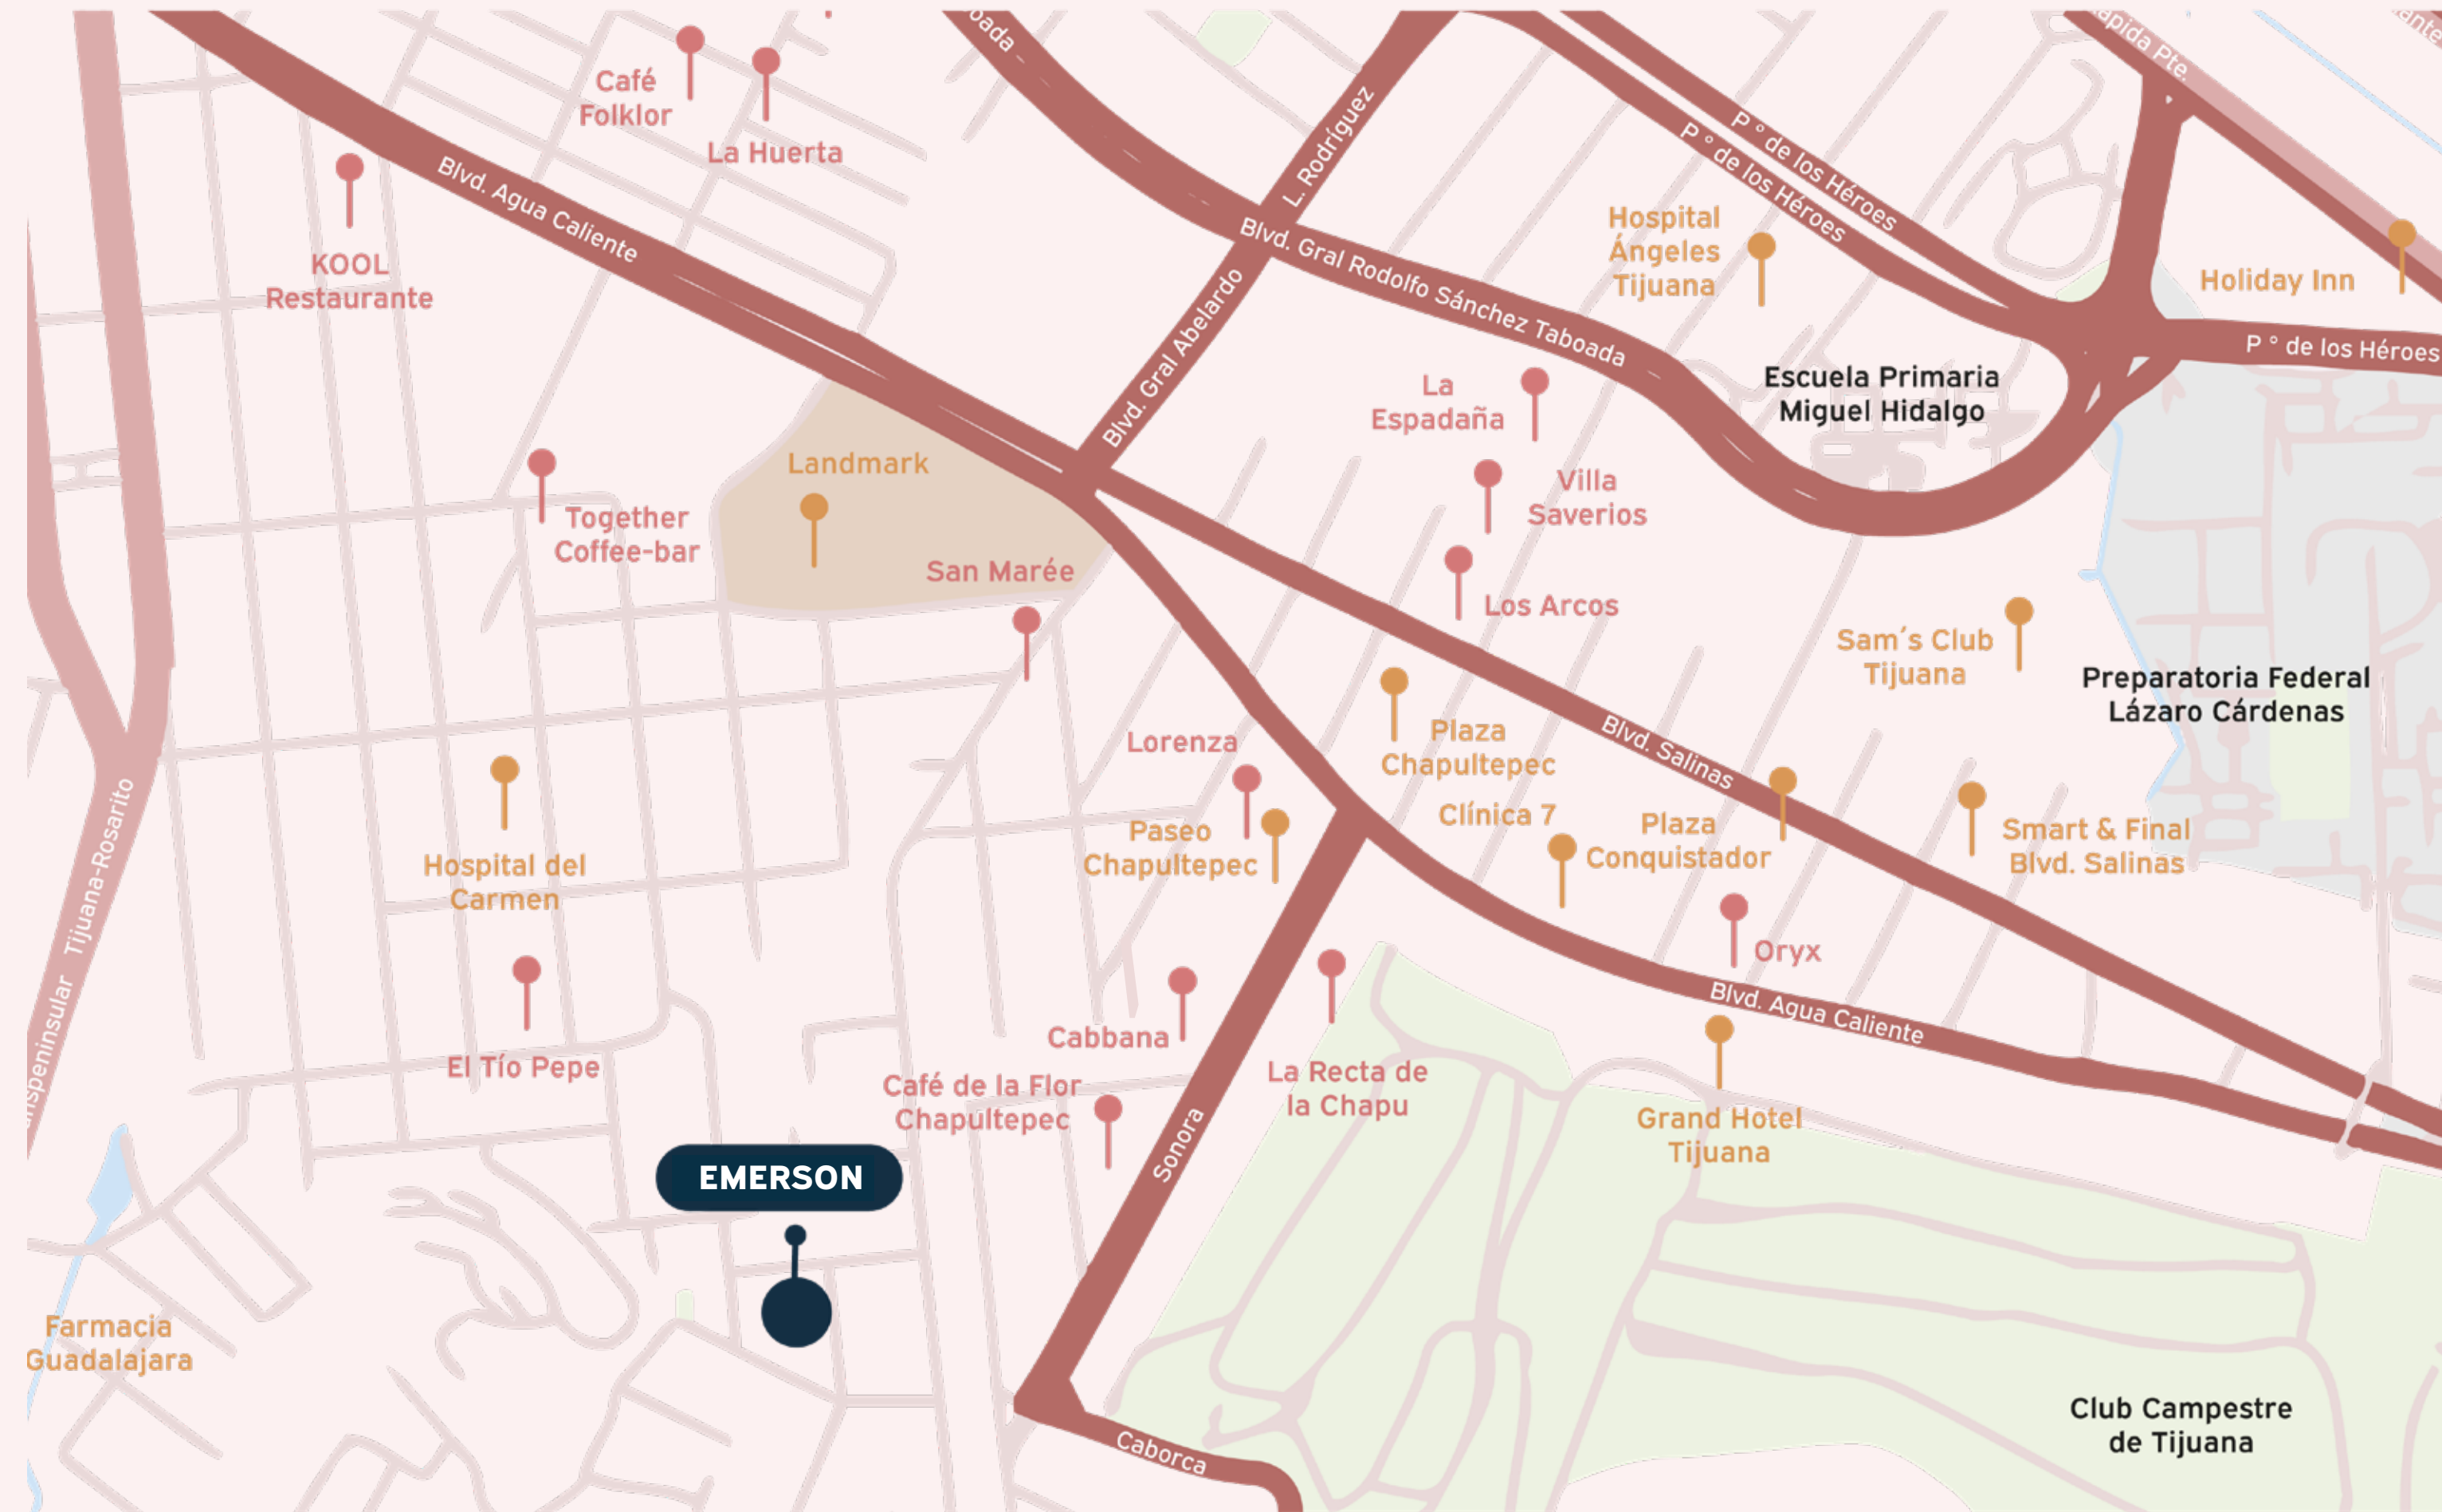 Café
Folklor
La Huerta
KOOL
Restaurante
Blvd. Agua Caliente
L. Rodríguez
Blvd. Gral Abelardo
Blvd. Gral Rodolfo Sánchez Taboada
P ° de los Héroes
P ° de los Héroes
Pte.
Hospital
Ángeles
Tijuana
Holiday Inn
P ° de los Héroes
Escuela Primaria
Miguel Hidalgo
La
Espadaña
Villa
Saverios
Los Arcos
Landmark
Together
Coffee-bar
San Marée
Sam´s Club
Tijuana
Preparatoria Federal
Lázaro Cárdenas
Lorenza
Plaza
Chapultepec
Blvd. Salinas
Clínica 7
Plaza
Conquistador
Smart & Final
Blvd. Salinas
Paseo
Chapultepec
Hospital del
Carmen
Tijuana-Rosarito
Oryx
Blvd. Agua Caliente
El Tío Pepe
Cabbana
Café de la Flor
Chapultepec
La Recta de
la Chapu
Grand Hotel
Tijuana
Sonora
EMERSON
Farmacia
Guadalajara
Caborca
Club Campestre
de Tijuana